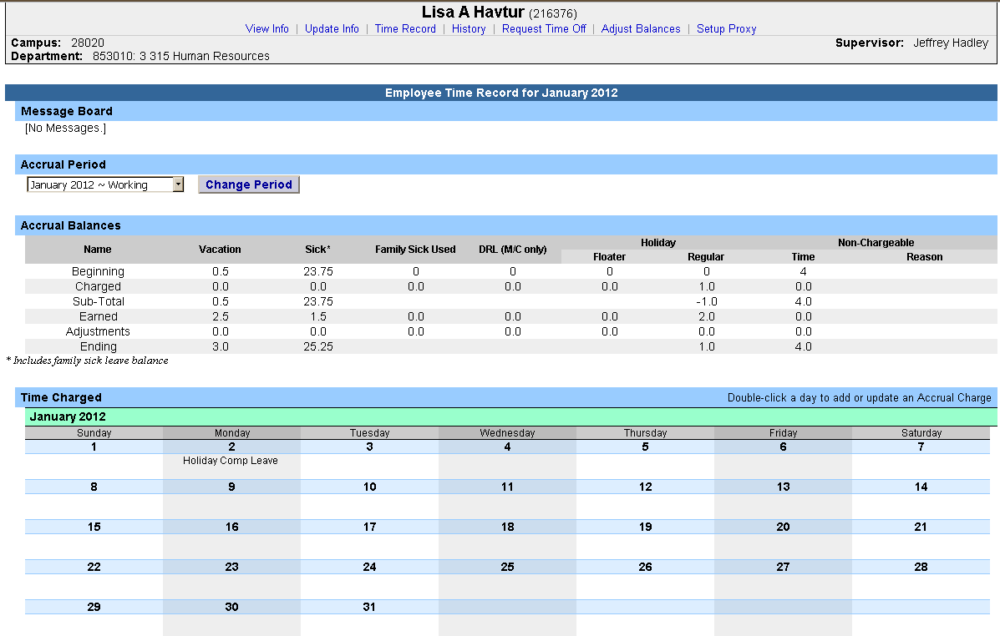 Lisa A Havtur (216376)
View Info | Update Info | Time Record | History | Request Time Off | Adjust Balances | Setup Proxy
Campus: 28020 Supervisor: Jeffrey Hadley
Department: 853010: 3 315 Human Resources
Employee Time Record for January 2012
Message Board
[No Messages.]
Accrual Period
January 2012 ~ Working Change Period
Accrual Balances
Name Vacation Sick* Family Sick Used DRL (M/C only) Holiday Non-Chargeable
Floater Regular Time Reason
Beginning 0.5 23.75 0 0 0 0 4
Charged 0.0 0.0 0.0 0.0 0.0 1.0 0.0
Sub-Total 0.5 23.75 -1.0 4.0
Earned 2.5 1.5 0.0 0.0 0.0 2.0 0.0
Adjustments 0.0 0.0 0.0 0.0 0.0 0.0 0.0
Ending 3.0 25.25 1.0 4.0
* Includes family sick leave balance
Time Charged Double-click a day to add or update an Accrual Charge
January 2012
Sunday Monday Tuesday Wednesday Thursday Friday Saturday
1 2 3 4 5 6 7
Holiday Comp Leave
8 9 10 11 12 13 14
15 16 17 18 19 20 21
22 23 24 25 26 27 28
29 30 31